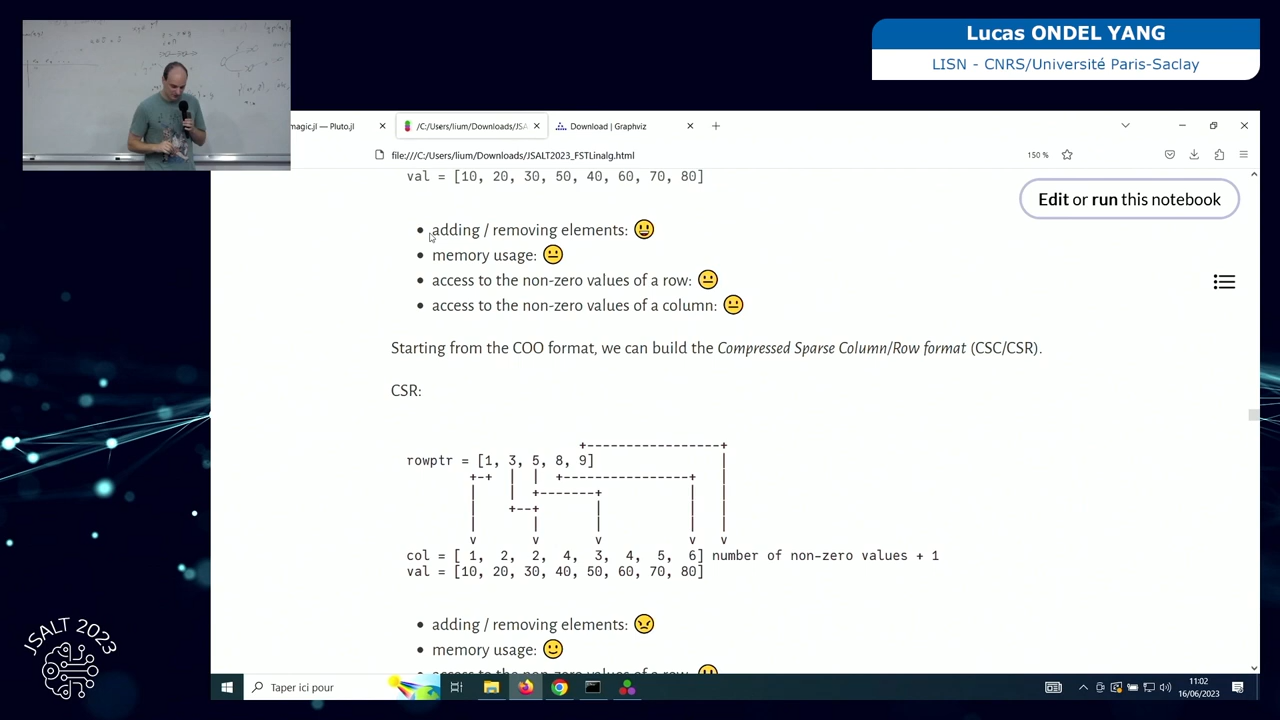 Lucas ONDEL YANG
LISN - CNRS/Université Paris-Saclay
magic.jl — Pluto.jl
/C:/Users/lium/Downloads/JSA
Download | Graphviz
file:///C:/Users/lium/Downloads/JSALT2023_FSTLinalg.html
150 %
val = [10, 20, 30, 50, 40, 60, 70, 80]
Edit or run this notebook
• adding / removing elements: 😃
• memory usage: 😐
• access to the non-zero values of a row: 😐
• access to the non-zero values of a column: 😐
Starting from the COO format, we can build the Compressed Sparse Column/Row format (CSC/CSR).
CSR:
rowptr = [1, 3, 5, 8, 9]
col = [ 1, 2, 2, 4, 3, 4, 5, 6] number of non-zero values + 1
val = [10, 20, 30, 40, 50, 60, 70, 80]
• adding / removing elements: 😠
• memory usage: 🙂
JSALT 2023
Taper ici pour
11:02
16/06/2023